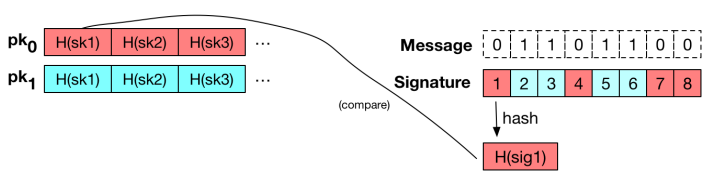 pk0 H(sk1) H(sk2) H(sk3) ...
pk1 H(sk1) H(sk2) H(sk3) ...
(compare)
Message 0 1 1 0 1 1 0 0
Signature 1 2 3 4 5 6 7 8
hash
H(sig1)